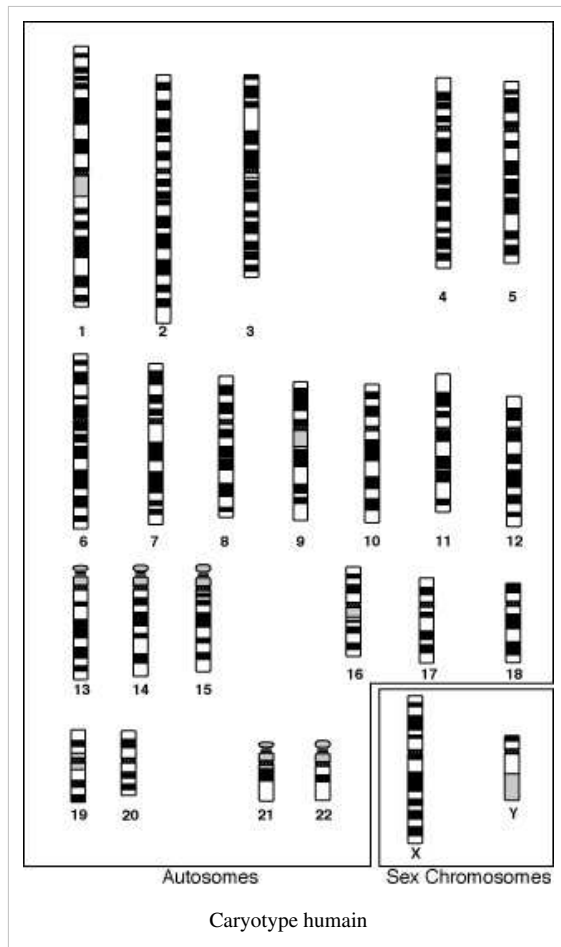 1 2 3 4 5
6 7 8 9 10 11 12
13 14 15 16 17 18
19 20 21 22 X Y
Autosomes Sex Chromosomes
Caryotype humain